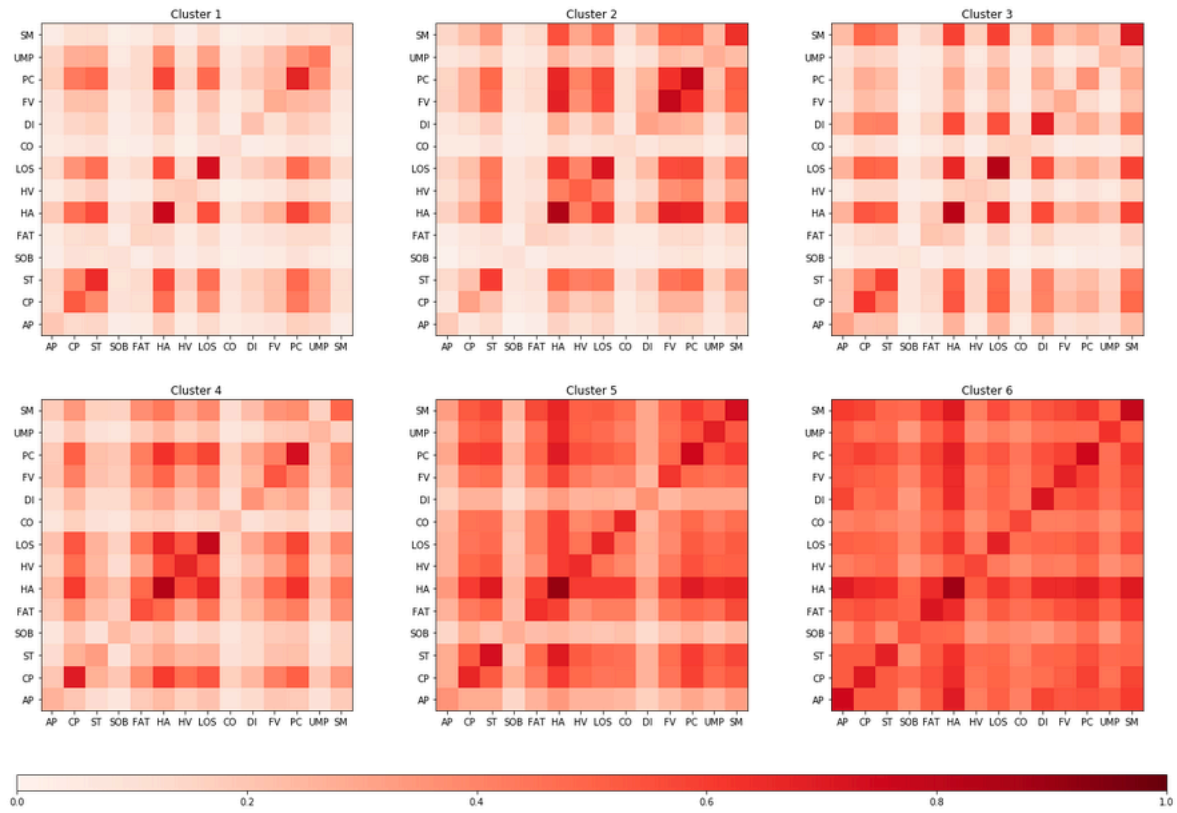 Cluster 1
SM
UMP
PC
FV
DI
CO
LOS
HV
HA
FAT
SOB
ST
CP
AP
AP CP ST SOB FAT HA HV LOS CO DI FV PC UMP SM
Cluster 2
SM
UMP
PC
FV
DI
CO
LOS
HV
HA
FAT
SOB
ST
CP
AP
AP CP ST SOB FAT HA HV LOS CO DI FV PC UMP SM
Cluster 3
SM
UMP
PC
FV
DI
CO
LOS
HV
HA
FAT
SOB
ST
CP
AP
AP CP ST SOB FAT HA HV LOS CO DI FV PC UMP SM
Cluster 4
SM
UMP
PC
FV
DI
CO
LOS
HV
HA
FAT
SOB
ST
CP
AP
AP CP ST SOB FAT HA HV LOS CO DI FV PC UMP SM
Cluster 5
SM
UMP
PC
FV
DI
CO
LOS
HV
HA
FAT
SOB
ST
CP
AP
AP CP ST SOB FAT HA HV LOS CO DI FV PC UMP SM
Cluster 6
SM
UMP
PC
FV
DI
CO
LOS
HV
HA
FAT
SOB
ST
CP
AP
AP CP ST SOB FAT HA HV LOS CO DI FV PC UMP SM
0.0 0.2 0.4 0.6 0.8 1.0